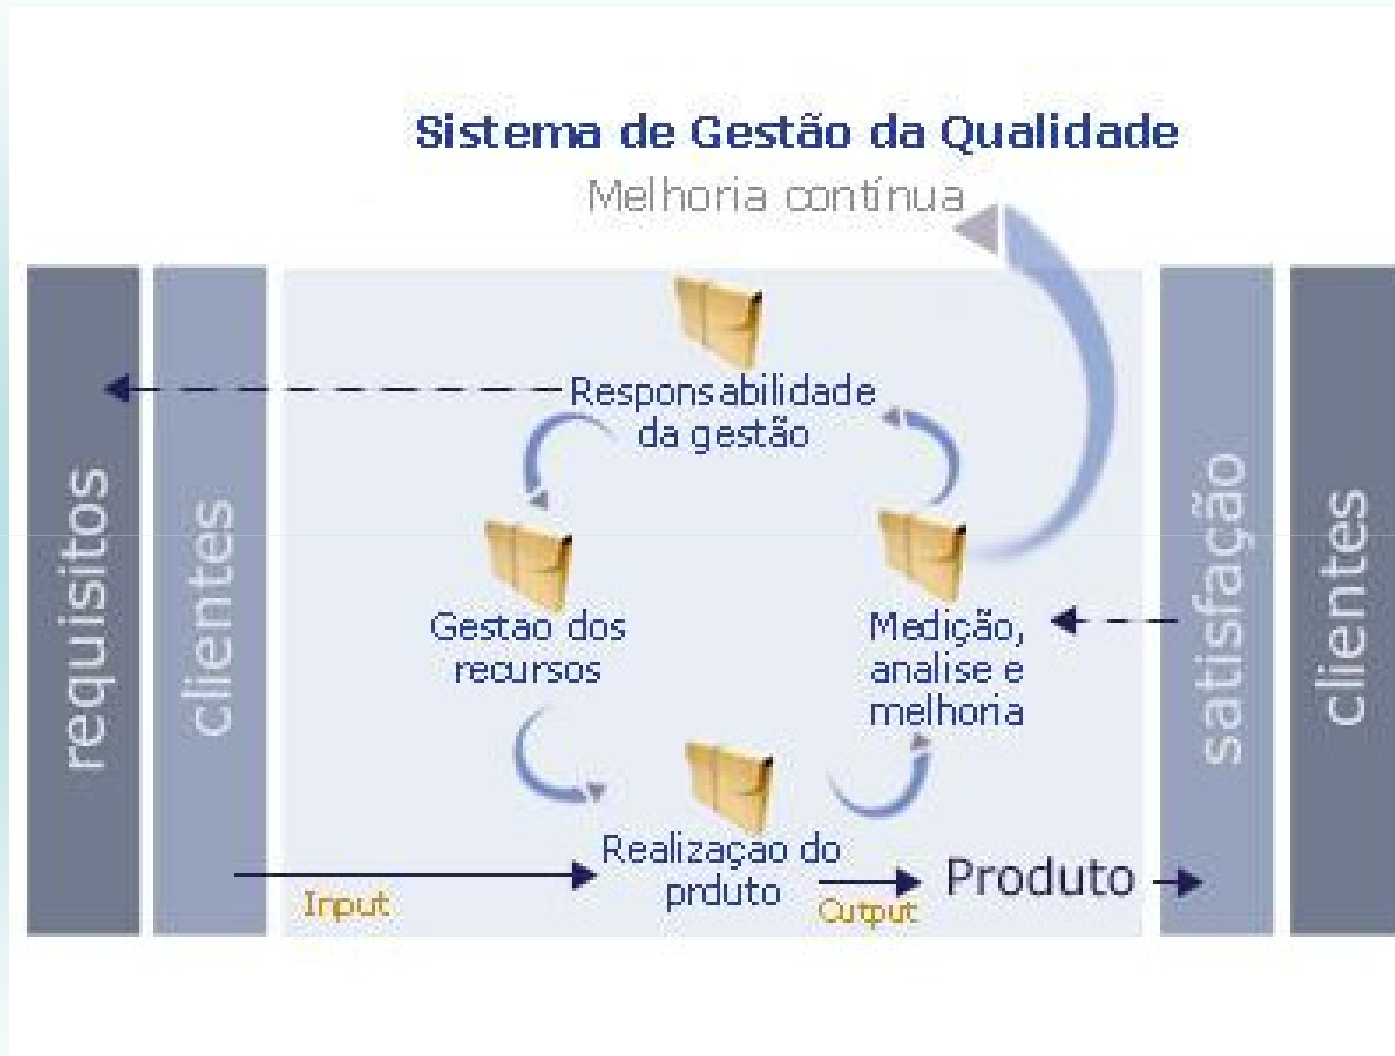 Sistema de Gestão da Qualidade
Melhoria contínua
requisitos
clientes
Responsabilidade
da gestão
Gestao dos
recursos
Medição,
analise e
melhoria
satisfação
clientes
Realização do
prduto
Input
Output
Produto